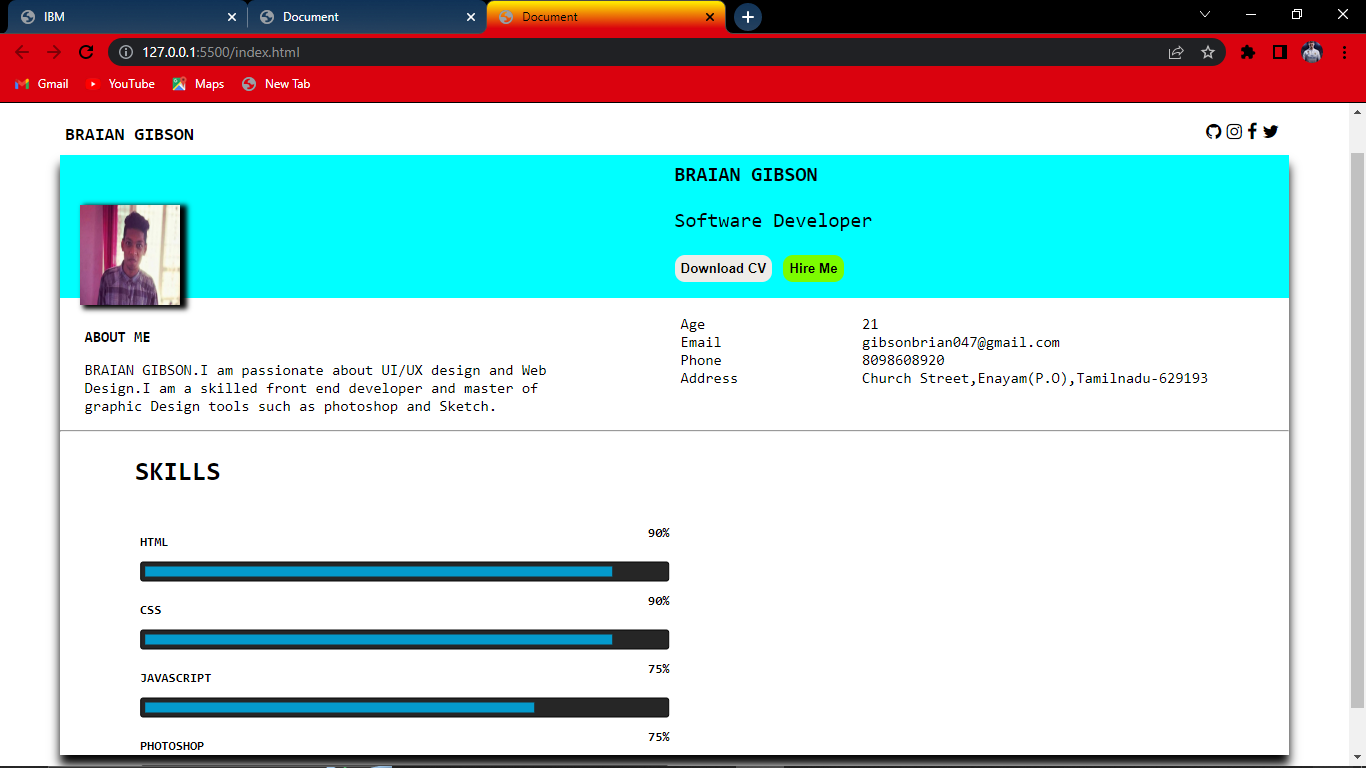 IBM
Document
Document
127.0.0.1:5500/index.html
Gmail
YouTube
Maps
New Tab
BRAIAN GIBSON
BRAIAN GIBSON
Software Developer
Download CV
Hire Me
ABOUT ME
BRAIAN GIBSON.I am passionate about UI/UX design and Web
Design.I am a skilled front end developer and master of
graphic Design tools such as photoshop and Sketch.
Age 21
Email gibsonbrian047@gmail.com
Phone 8098608920
Address Church Street,Enayam(P.O),Tamilnadu-629193
SKILLS
HTML 90%
CSS 90%
JAVASCRIPT 75%
PHOTOSHOP 75%